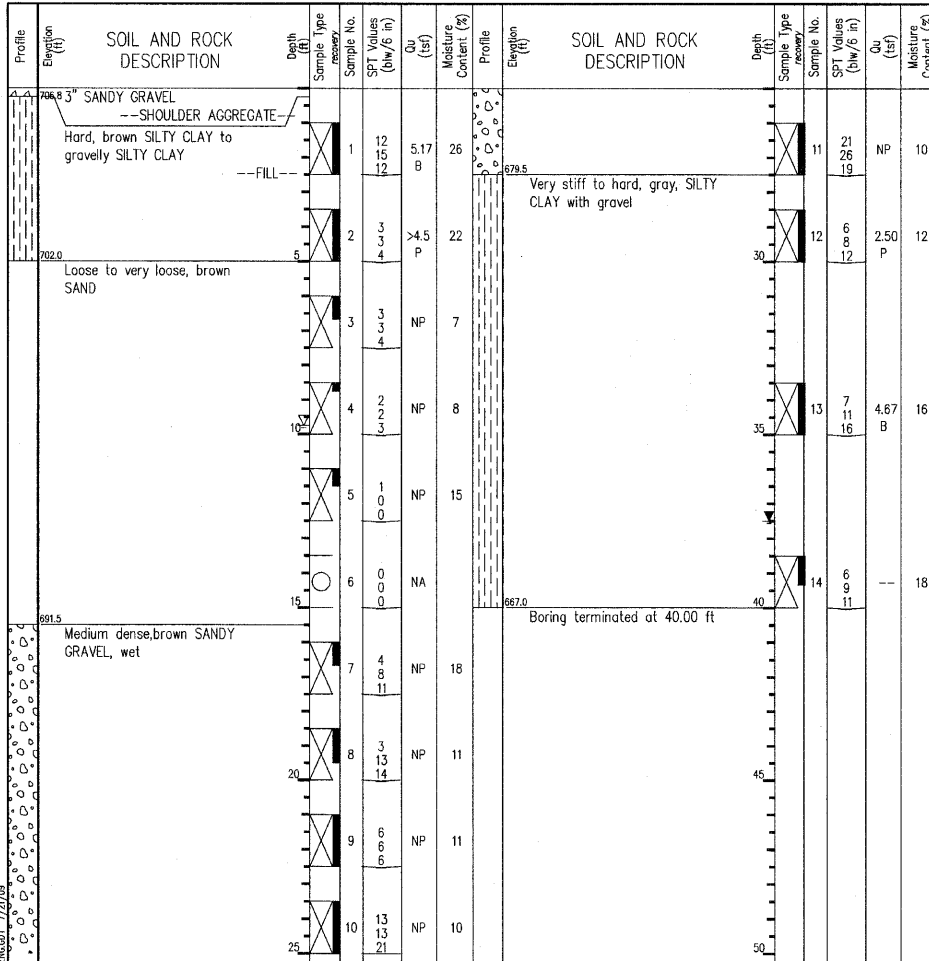 Profile
Elevation (ft)
SOIL AND ROCK DESCRIPTION
Depth (ft)
Sample Type
recovery
Sample No.
SPT Values (blw/6 in)
Qu (tsf)
Moisture Content (%)
706.8 3" SANDY GRAVEL
--SHOULDER AGGREGATE--
Hard, brown SILTY CLAY to
gravelly SILTY CLAY
--FILL--
1 12 15 12 5.17 B 26
2 3 3 4 >4.5 P 22
5
702.0
Loose to very loose, brown
SAND
3 3 3 4 NP 7
4 2 2 3 NP 8
10
5 1 0 0 NP 15
6 0 0 0 NA
15
691.5
Medium dense,brown SANDY
GRAVEL, wet
7 4 8 11 NP 18
8 3 13 14 NP 11
20
9 6 6 6 NP 11
10 13 13 21 NP 10
25
7/21/09
Profile
Elevation (ft)
SOIL AND ROCK DESCRIPTION
Depth (ft)
Sample Type
recovery
Sample No.
SPT Values (blw/6 in)
Qu (tsf)
Moisture Content (%)
11 21 26 19 NP 10
679.5
Very stiff to hard, gray, SILTY
CLAY with gravel
12 6 8 12 2.50 P 12
30
13 7 11 16 4.67 B 16
35
14 6 9 11 -- 18
667.0
40
Boring terminated at 40.00 ft
45
50